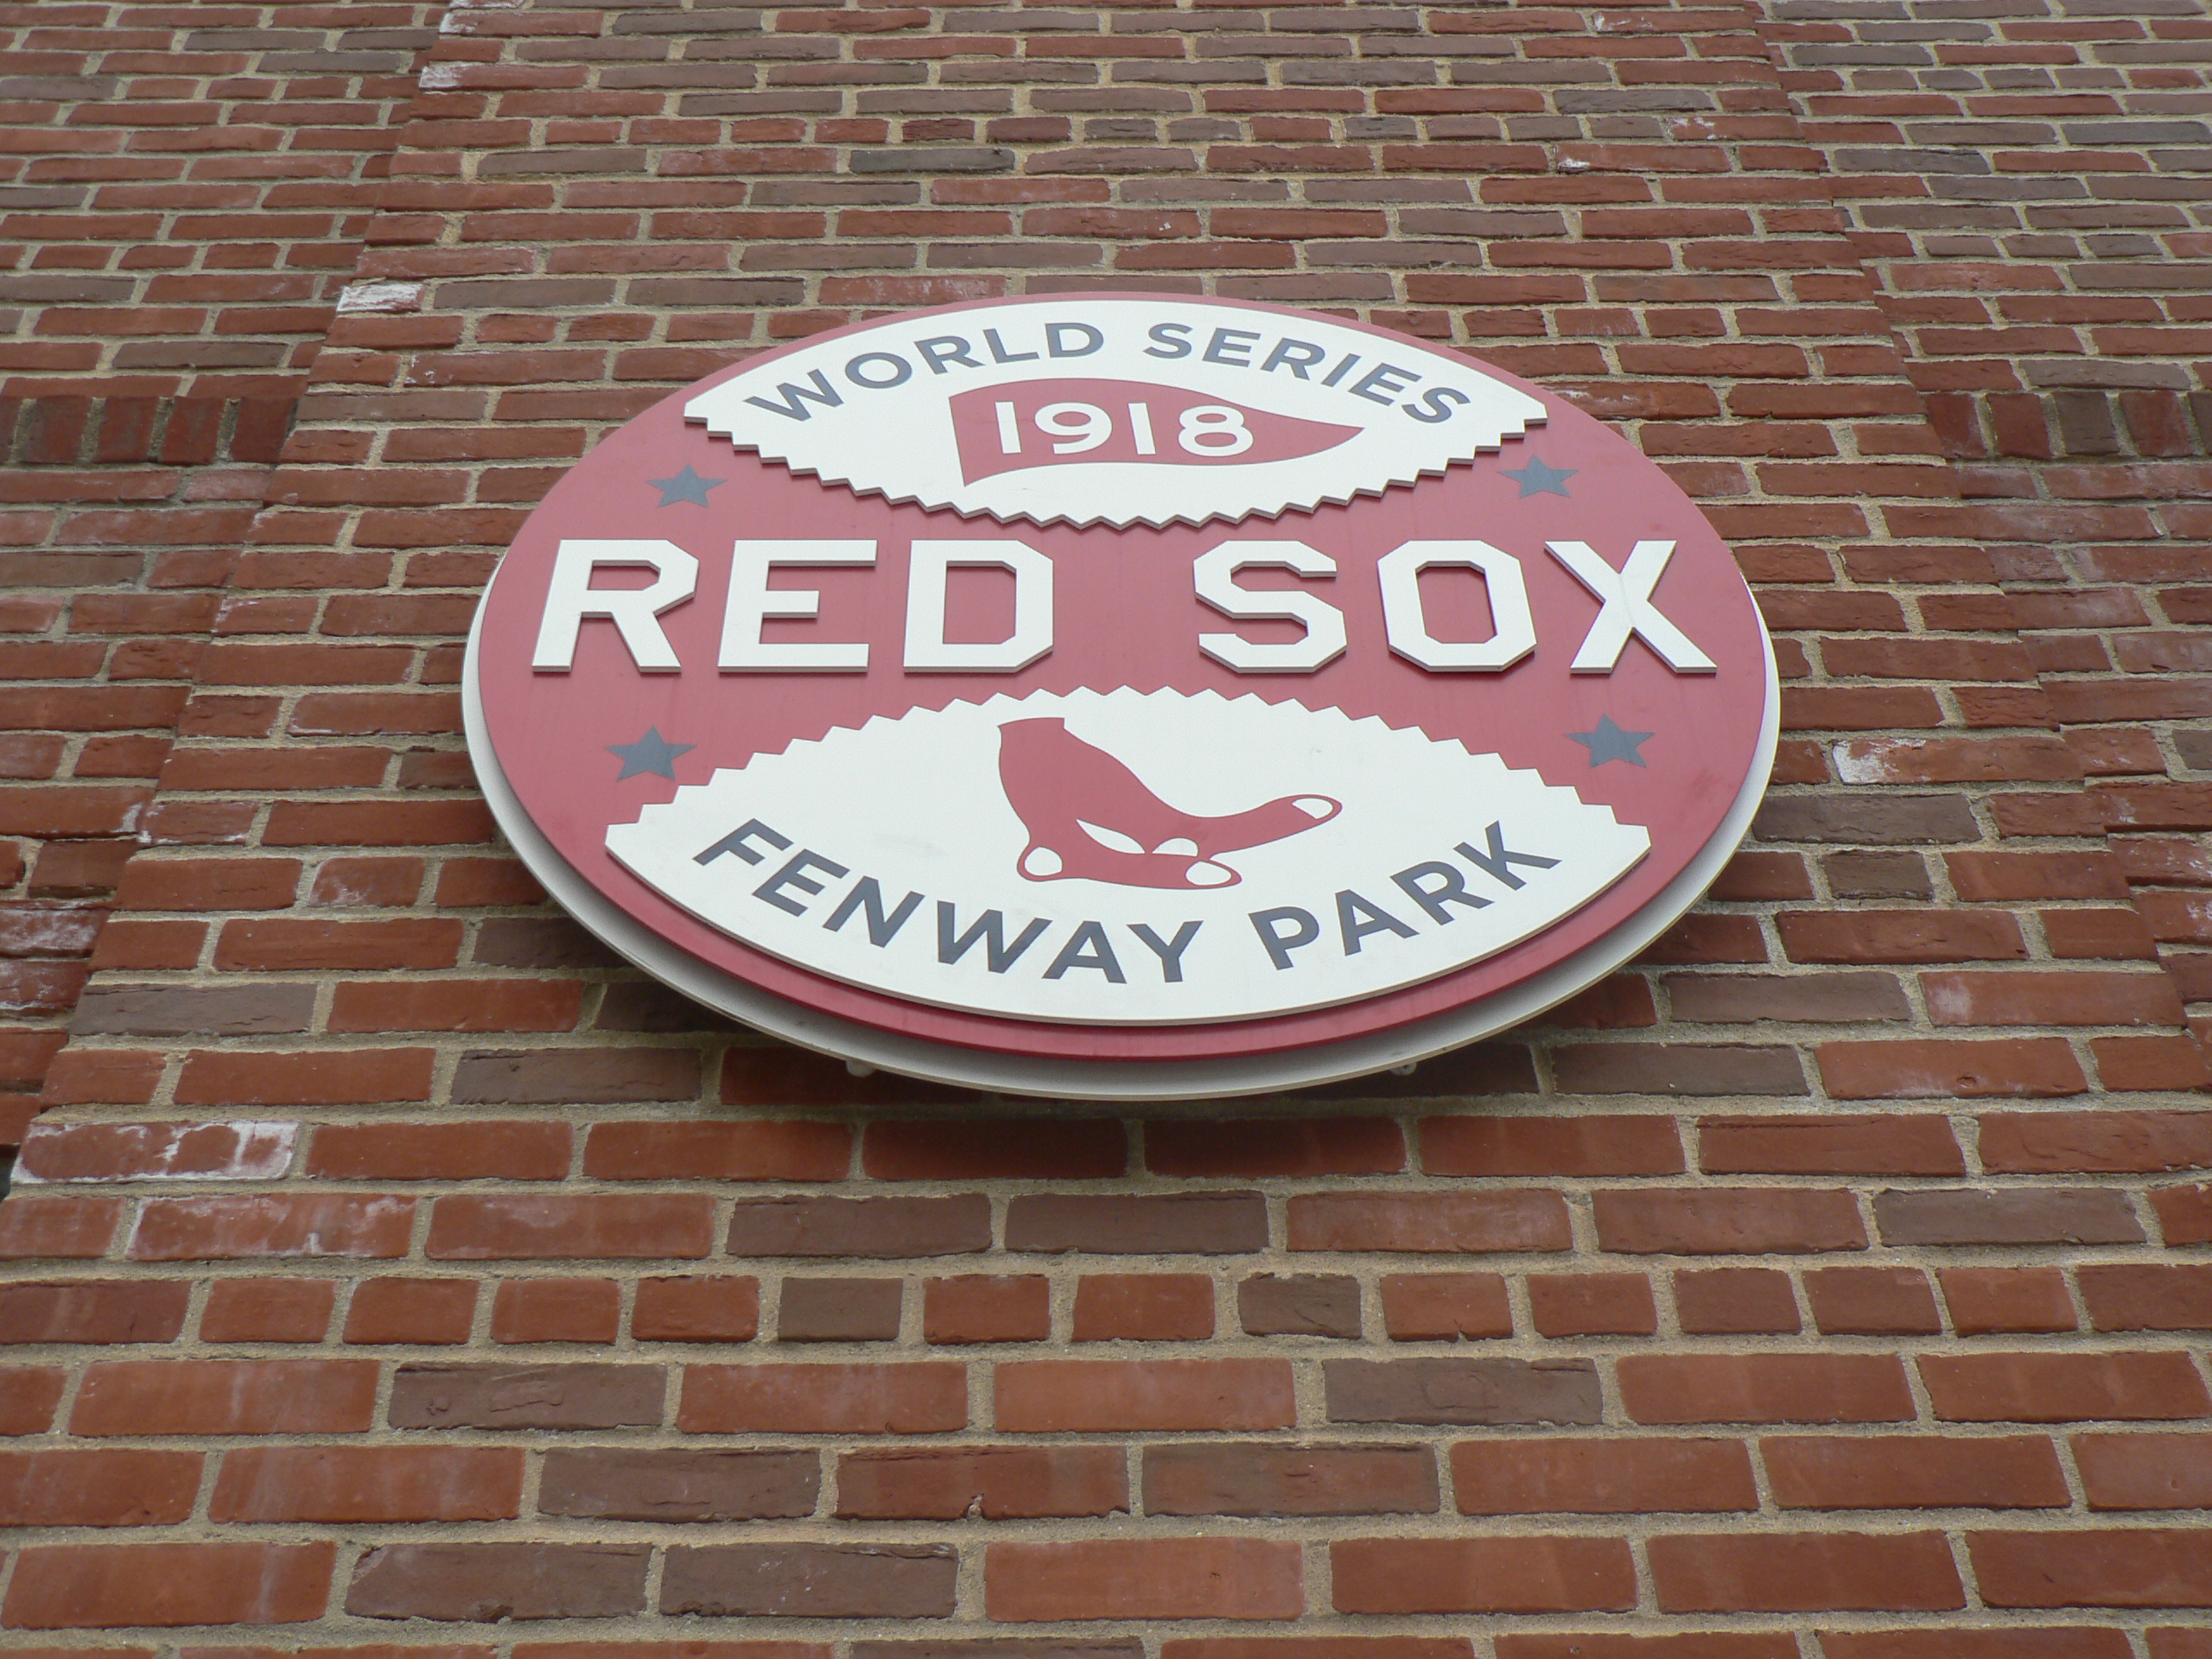 WORLD SERIES
1918
RED SOX
FENWAY PARK